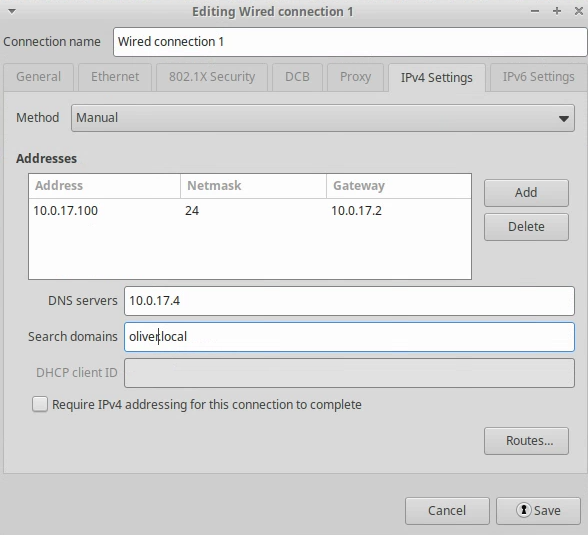 Editing Wired connection 1
Connection name Wired connection 1
General Ethernet 802.1X Security DCB Proxy IPv4 Settings IPv6 Settings
Method Manual
Addresses
Address Netmask Gateway
10.0.17.100 24 10.0.17.2
Add
Delete
DNS servers 10.0.17.4
Search domains oliver.local
DHCP client ID
Require IPv4 addressing for this connection to complete
Routes...
Cancel Save